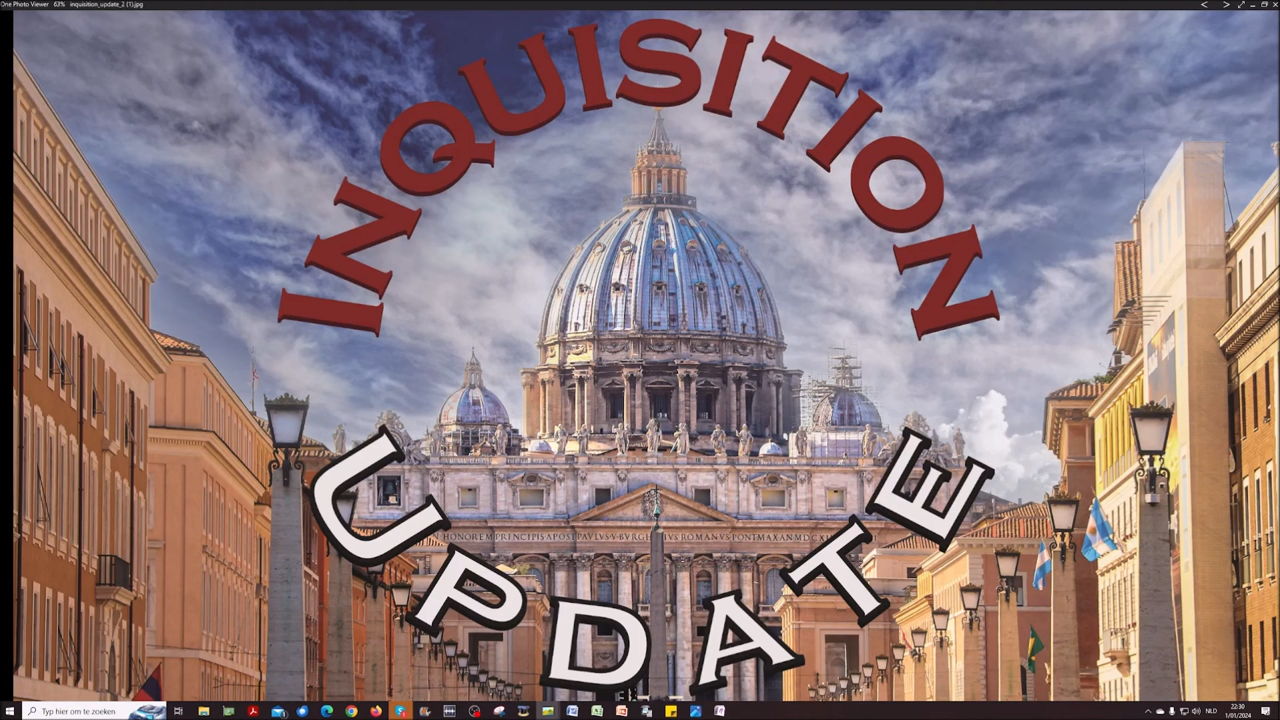 One Photo Viewer 63% inquisition_update_2 (1).jpg
INQUISITION
HONOREM PRINCIPIS APOST PAVLVS V BVRGHESIVS ROMANVS PONT MAX AN MDCXII
UPDATE
Typ hier om te zoeken
NLD
22:30
1/01/2024